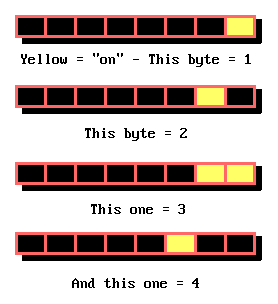 Yellow = "on" - This byte = 1
This byte = 2
This one = 3
And this one = 4